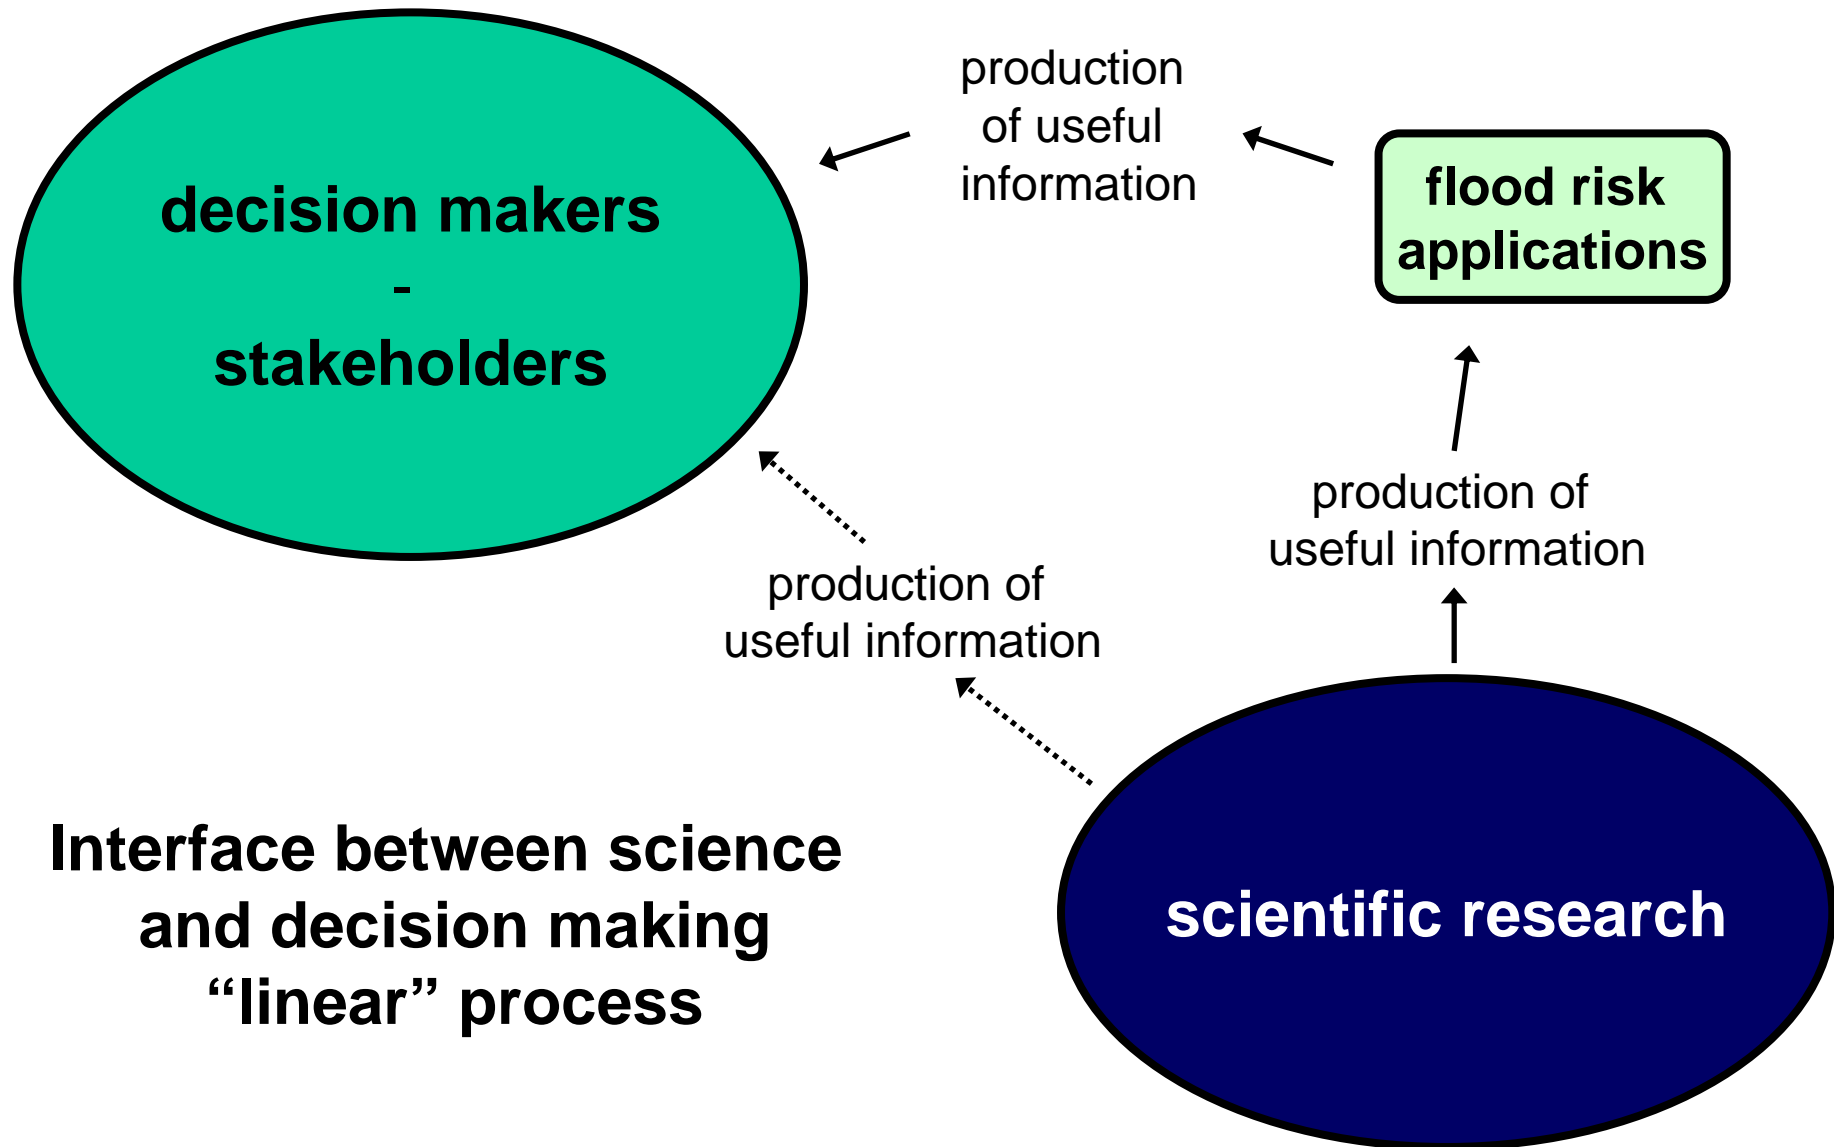 decision makers
-
stakeholders
production
of useful
information
flood risk
applications
production of
useful information
production of
useful information
scientific research
Interface between science
and decision making
“linear” process